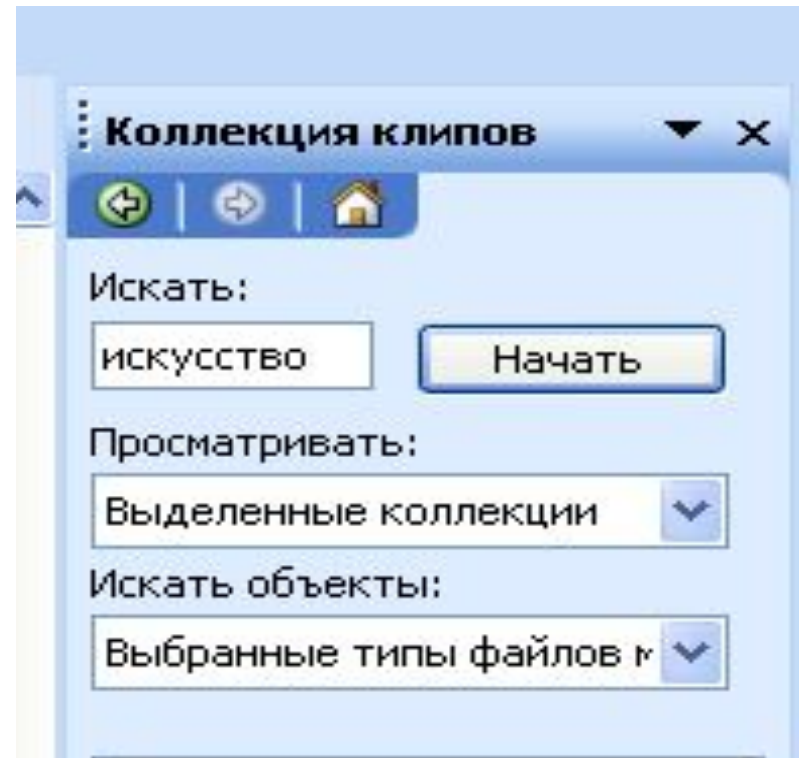 Коллекция клипов
Искать:
искусство Начать
Просматривать:
Выделенные коллекции
Искать объекты:
Выбранные типы файлов м